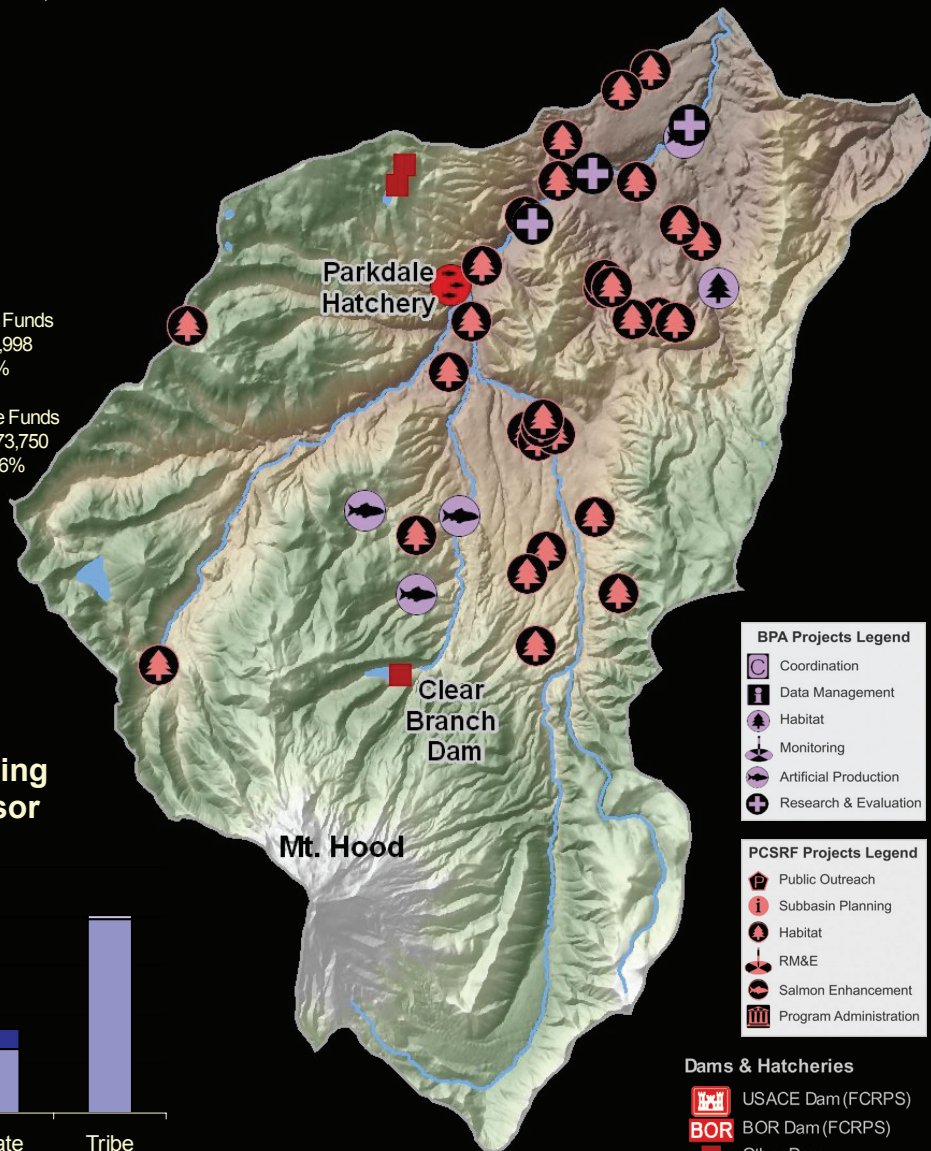 Funds
,998
%
e Funds
73,750
6%
Parkdale
Hatchery
Clear
Branch
Dam
Mt. Hood
ing
sor
ate
Tribe
BPA Projects Legend
C Coordination
i Data Management
Habitat
Monitoring
Artificial Production
Research & Evaluation
PCSRF Projects Legend
P Public Outreach
i Subbasin Planning
Habitat
RM&E
Salmon Enhancement
Program Administration
Dams & Hatcheries
USACE Dam (FCRPS)
BOR BOR Dam (FCRPS)